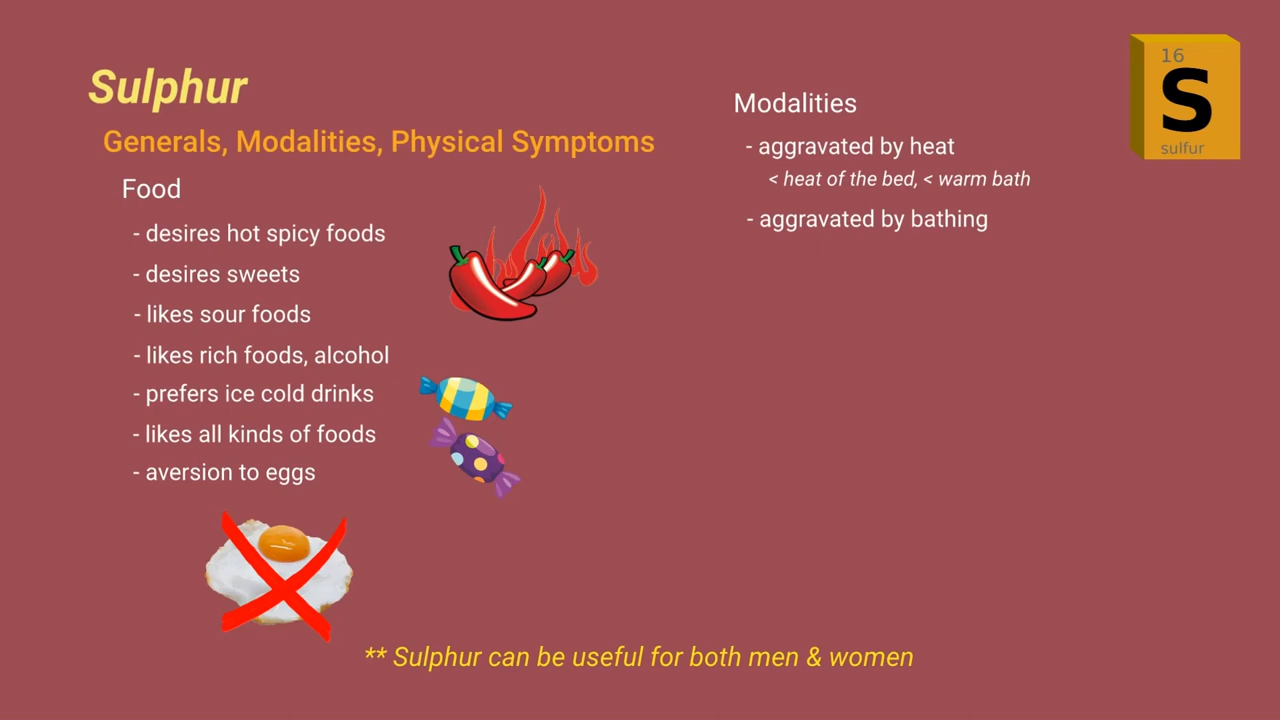 Sulphur
Generals, Modalities, Physical Symptoms
Food
- desires hot spicy foods
- desires sweets
- likes sour foods
- likes rich foods, alcohol
- prefers ice cold drinks
- likes all kinds of foods
- aversion to eggs
Modalities
- aggravated by heat
< heat of the bed, < warm bath
- aggravated by bathing
16
S
sulfur
** Sulphur can be useful for both men & women